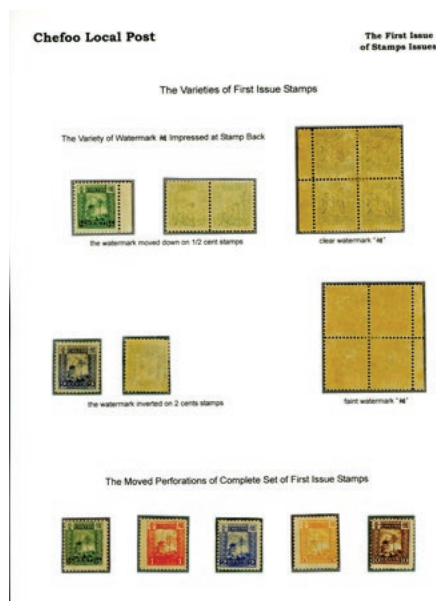 Chefoo Local Post
The First Issue
of Stamps Issues
The Varieties of First Issue Stamps
The Variety of Watermark Impressed at Stamp Back
the watermark moved down on 1/2 cent stamps
clear watermark " "
the watermark inverted on 2 cents stamps
faint watermark " "
The Moved Perforations of Complete Set of First Issue Stamps